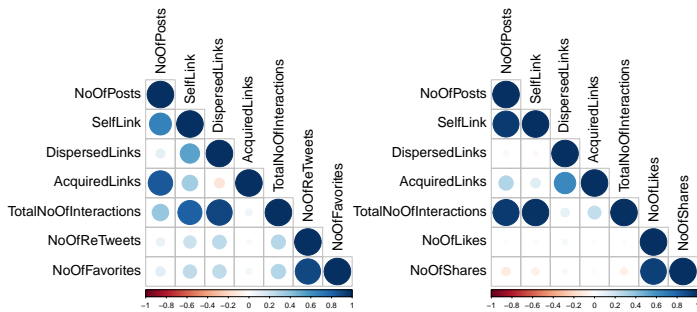 NoOfPosts
SelfLink
DispersedLinks
AcquiredLinks
TotalNoOfInteractions
NoOfReTweets
NoOfFavorites
NoOfPosts
SelfLink
DispersedLinks
AcquiredLinks
TotalNoOfInteractions
NoOfReTweets
NoOfFavorites
−1 −0.8 −0.6 −0.4 −0.2 0 0.2 0.4 0.6 0.8 1
NoOfPosts
SelfLink
DispersedLinks
AcquiredLinks
TotalNoOfInteractions
NoOfLikes
NoOfShares
NoOfPosts
SelfLink
DispersedLinks
AcquiredLinks
TotalNoOfInteractions
NoOfLikes
NoOfShares
−1 −0.8 −0.6 −0.4 −0.2 0 0.2 0.4 0.6 0.8 1